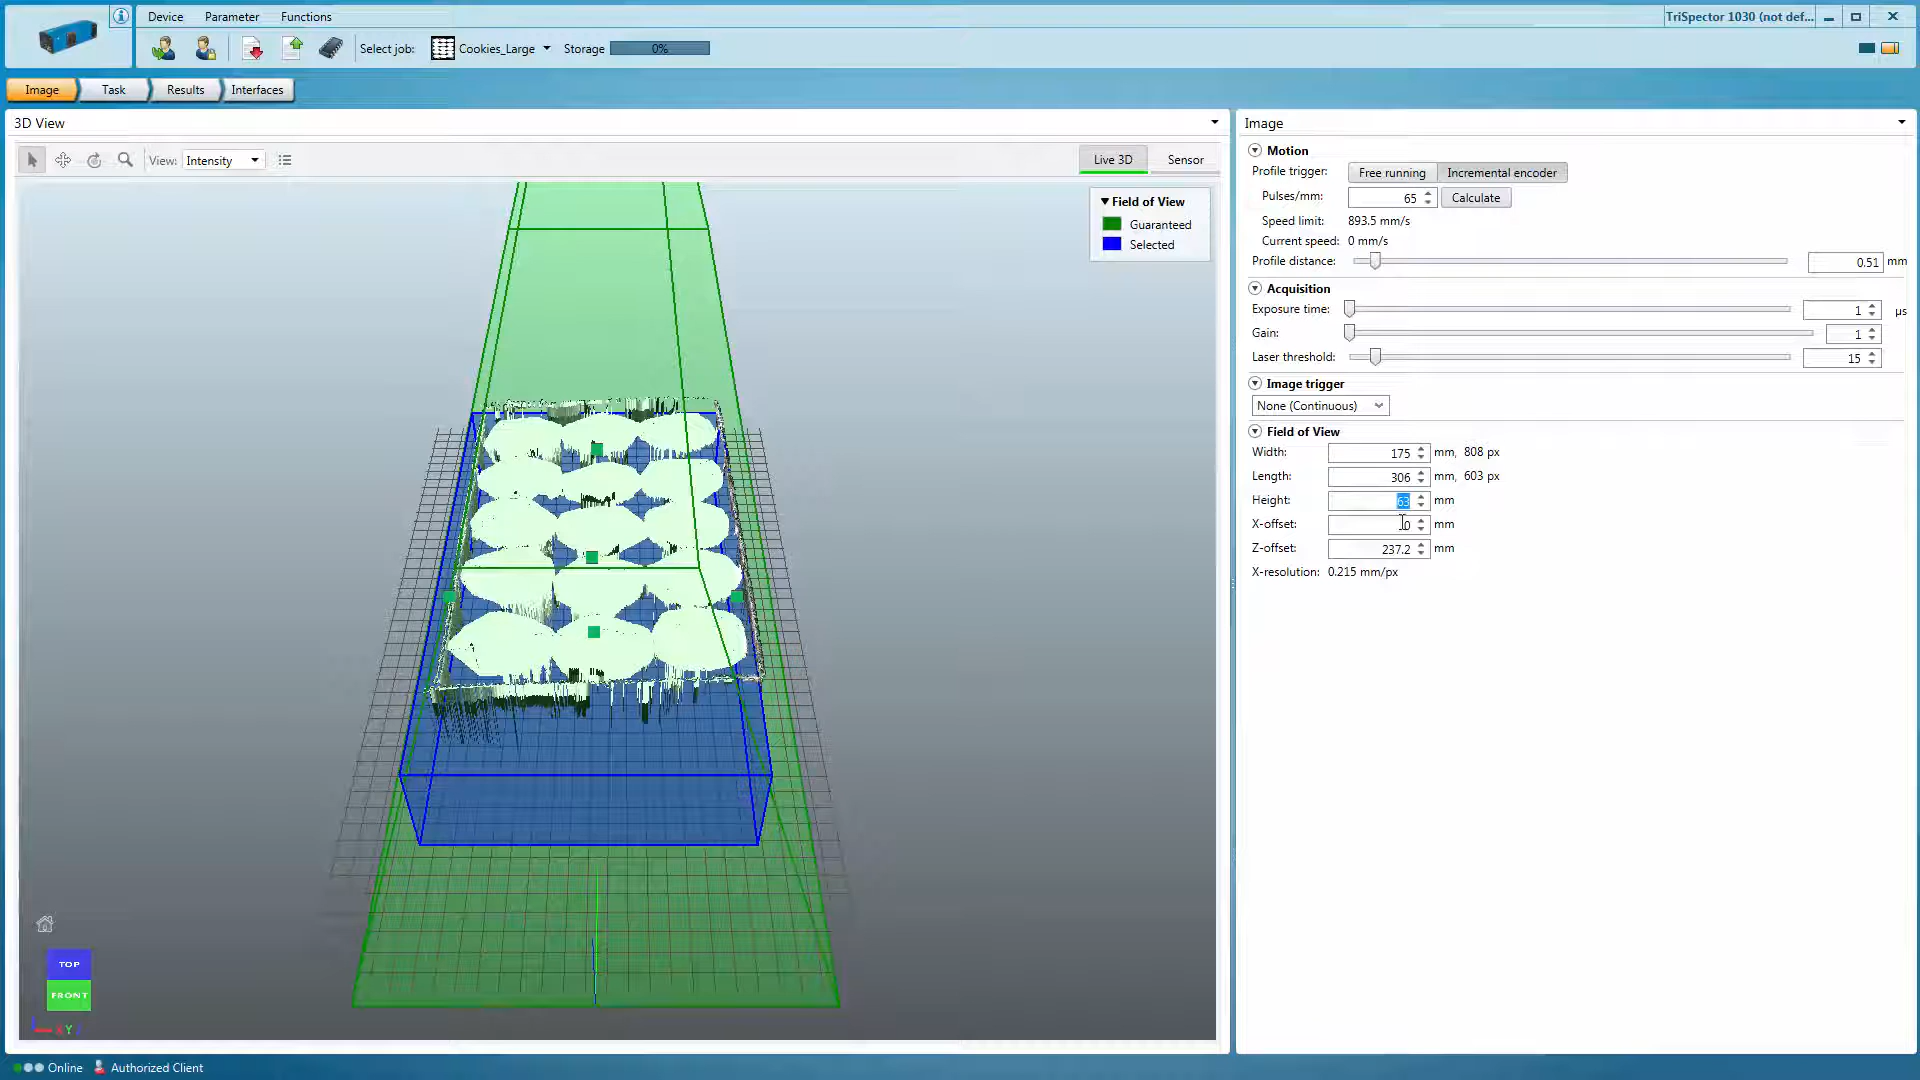 Device Parameter Functions
TriSpector 1030 (not def...
Select job: Cookies_Large Storage 0%
Image Task Results Interfaces
3D View
View: Intensity
Live 3D Sensor
Field of View
Guaranteed
Selected
TOP
FRONT
X Y
Image
Motion
Profile trigger: Free running Incremental encoder
Pulses/mm: 65 Calculate
Speed limit: 893.5 mm/s
Current speed: 0 mm/s
Profile distance: 0.51 mm
Acquisition
Exposure time: 1 µs
Gain: 1
Laser threshold: 15
Image trigger
None (Continuous)
Field of View
Width: 175 mm, 808 px
Length: 306 mm, 603 px
Height: 63 mm
X-offset: 0 mm
Z-offset: 237.2 mm
X-resolution: 0.215 mm/px
Online Authorized Client